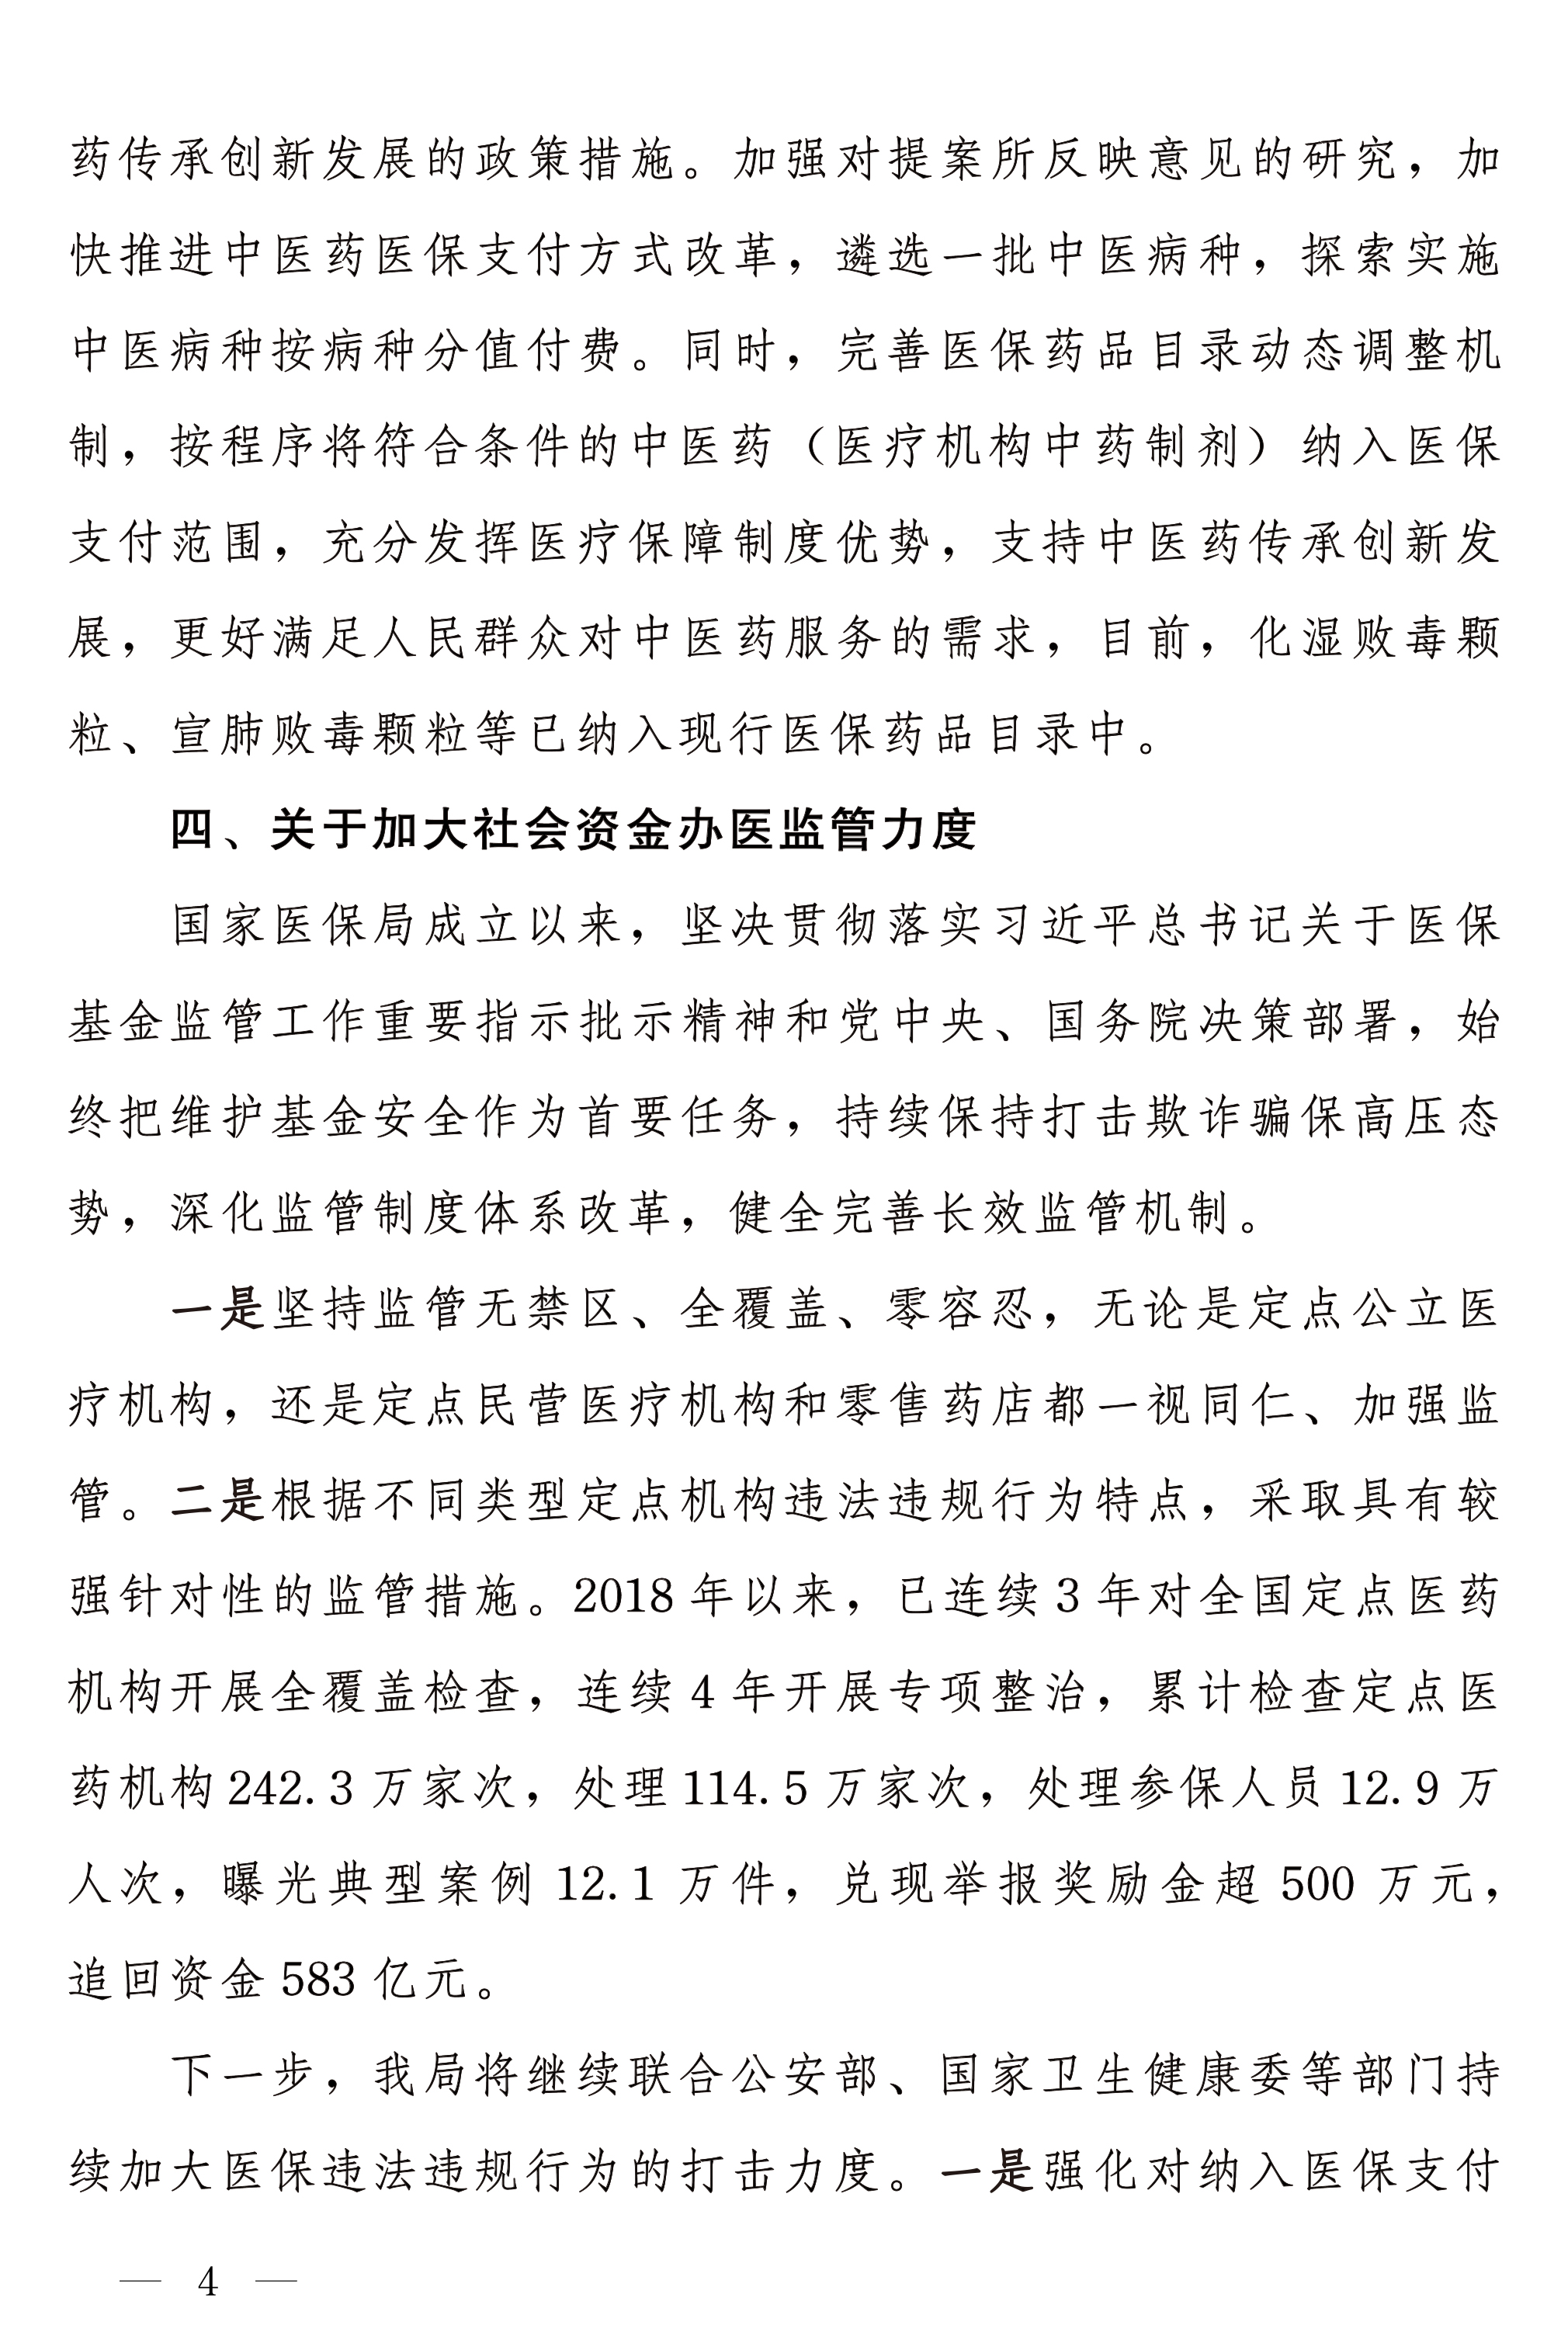 药传承创新发展的政策措施。加强对提案所反映意见的研究，加
快推进中医药医保支付方式改革，遴选一批中医病种，探索实施
中医病种按病种分值付费。同时，完善医保药品目录动态调整机
制，按程序将符合条件的中医药（医疗机构中药制剂）纳入医保
支付范围，充分发挥医疗保障制度优势，支持中医药传承创新发
展，更好满足人民群众对中医药服务的需求，目前，化湿败毒颗
粒、宣肺败毒颗粒等已纳入现行医保药品目录中。
四、关于加大社会资金办医监管力度
国家医保局成立以来，坚决贯彻落实习近平总书记关于医保
基金监管工作重要指示批示精神和党中央、国务院决策部署，始
终把维护基金安全作为首要任务，持续保持打击欺诈骗保高压态
势，深化监管制度体系改革，健全完善长效监管机制。
一是坚持监管无禁区、全覆盖、零容忍，无论是定点公立医
疗机构，还是定点民营医疗机构和零售药店都一视同仁、加强监
管。二是根据不同类型定点机构违法违规行为特点，采取具有较
强针对性的监管措施。2018 年以来，已连续 3 年对全国定点医药
机构开展全覆盖检查，连续 4 年开展专项整治，累计检查定点医
药机构 242.3 万家次，处理 114.5 万家次，处理参保人员 12.9 万
人次，曝光典型案例 12.1 万件，兑现举报奖励金超 500 万元，
追回资金 583 亿元。
下一步，我局将继续联合公安部、国家卫生健康委等部门持
续加大医保违法违规行为的打击力度。一是强化对纳入医保支付
— 4 —